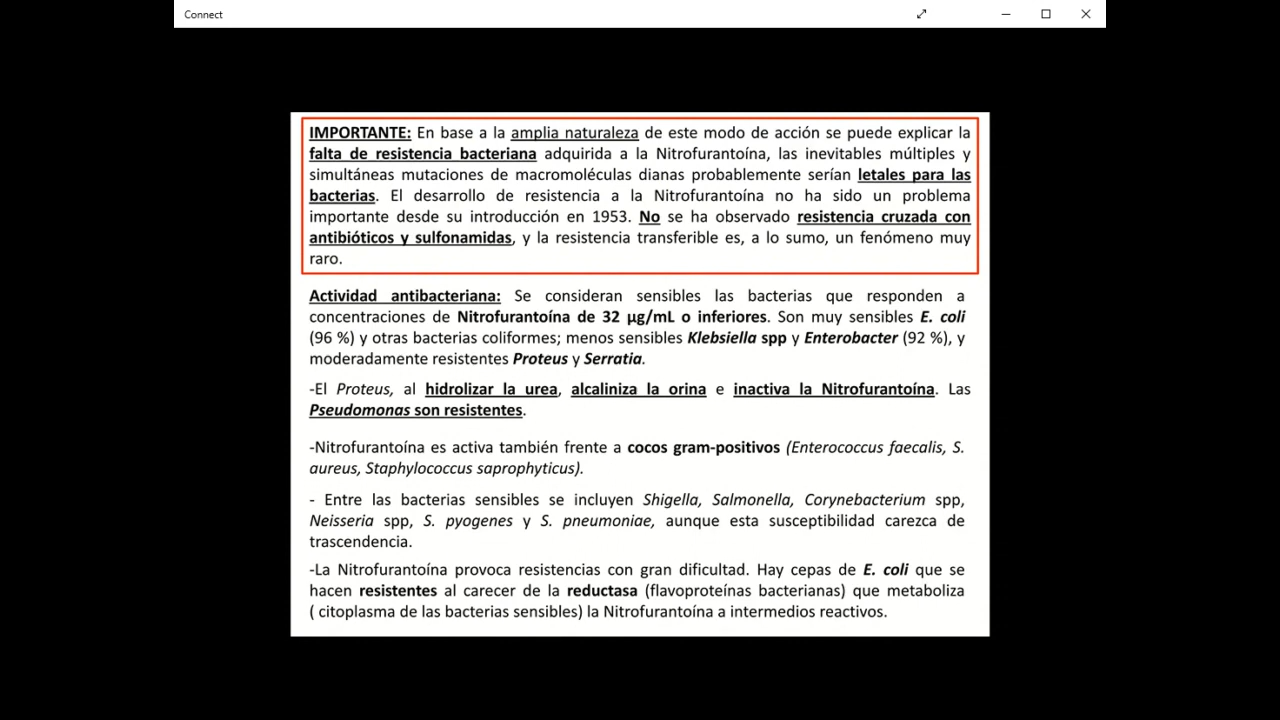 Connect
IMPORTANTE: En base a la amplia naturaleza de este modo de acción se puede explicar la
falta de resistencia bacteriana adquirida a la Nitrofurantoína, las inevitables múltiples y
simultáneas mutaciones de macromoléculas dianas probablemente serían letales para las
bacterias. El desarrollo de resistencia a la Nitrofurantoína no ha sido un problema
importante desde su introducción en 1953. No se ha observado resistencia cruzada con
antibióticos y sulfonamidas, y la resistencia transferible es, a lo sumo, un fenómeno muy
raro.
Actividad antibacteriana: Se consideran sensibles las bacterias que responden a
concentraciones de Nitrofurantoína de 32 µg/mL o inferiores. Son muy sensibles E. coli
(96 %) y otras bacterias coliformes; menos sensibles Klebsiella spp y Enterobacter (92 %), y
moderadamente resistentes Proteus y Serratia.
-El Proteus, al hidrolizar la urea, alcaliniza la orina e inactiva la Nitrofurantoína. Las
Pseudomonas son resistentes.
-Nitrofurantoína es activa también frente a cocos gram-positivos (Enterococcus faecalis, S.
aureus, Staphylococcus saprophyticus).
- Entre las bacterias sensibles se incluyen Shigella, Salmonella, Corynebacterium spp,
Neisseria spp, S. pyogenes y S. pneumoniae, aunque esta susceptibilidad carezca de
trascendencia.
-La Nitrofurantoína provoca resistencias con gran dificultad. Hay cepas de E. coli que se
hacen resistentes al carecer de la reductasa (flavoproteínas bacterianas) que metaboliza
( citoplasma de las bacterias sensibles) la Nitrofurantoína a intermedios reactivos.